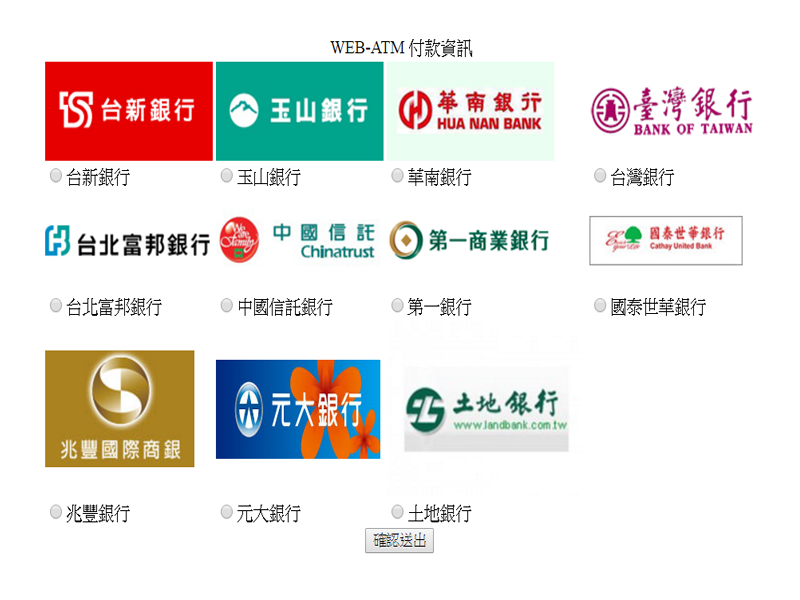 WEB-ATM 付款資訊
台新銀行
玉山銀行
華南銀行
HUA NAN BANK
臺灣銀行
BANK OF TAIWAN
台新銀行
玉山銀行
華南銀行
台灣銀行
台北富邦銀行
We are Family
中國信託
Chinatrust
第一商業銀行
國泰世華銀行
Cathay United Bank
台北富邦銀行
中國信託銀行
第一銀行
國泰世華銀行
兆豐國際商銀
元大銀行
土地銀行
www.landbank.com.tw
兆豐銀行
元大銀行
土地銀行
確認送出